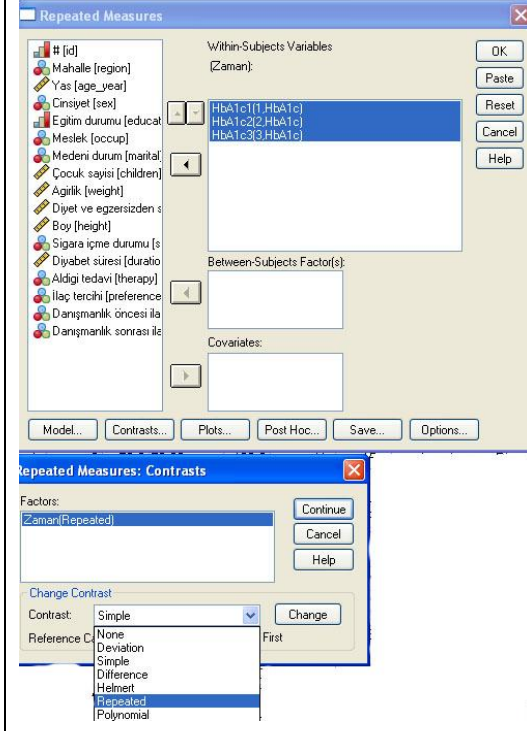 Repeated Measures
# [id]
Mahalle [region]
Yas [age_year]
Cinsiyet [sex]
Egitim durumu [educat
Meslek [occup]
Medeni durum [marital]
Çocuk sayisi [children]
Agirlik [weight]
Diyet ve egzersizden s
Boy [height]
Sigara içme durumu [s
Diyabet süresi [duratio
Aldigi tedavi [therapy]
Ilaç tercihi [preference
Danışmanlık öncesi ila
Danışmanlık sonrası ila
Within-Subjects Variables
(Zaman):
HbA1c1(1,HbA1c)
HbA1c2(2,HbA1c)
HbA1c3(3,HbA1c)
Between-Subjects Factor(s):
Covariates:
OK
Paste
Reset
Cancel
Help
Model... Contrasts... Plots... Post Hoc... Save... Options...
Repeated Measures: Contrasts
Factors:
Zaman(Repeated)
Continue
Cancel
Help
Change Contrast
Contrast: Simple Change
Reference C First
None
Deviation
Simple
Difference
Helmert
Repeated
Polynomial